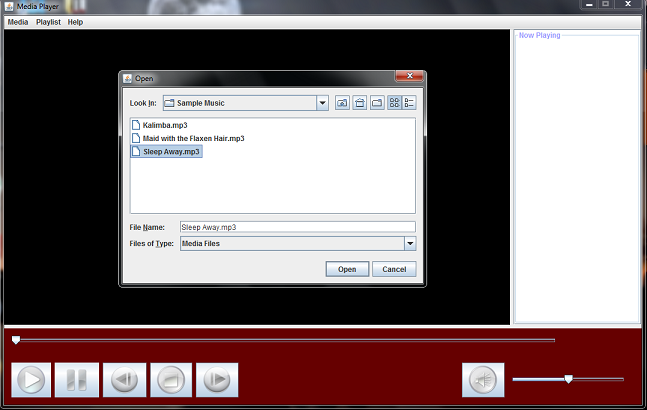 Media Player
Media Playlist Help
Now Playing
Open
Look In: Sample Music
Kalimba.mp3
Maid with the Flaxen Hair.mp3
Sleep Away.mp3
File Name: Sleep Away.mp3
Files of Type: Media Files
Open Cancel